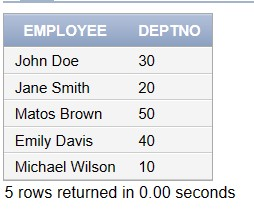 EMPLOYEE DEPTNO
John Doe 30
Jane Smith 20
Matos Brown 50
Emily Davis 40
Michael Wilson 10
5 rows returned in 0.00 seconds